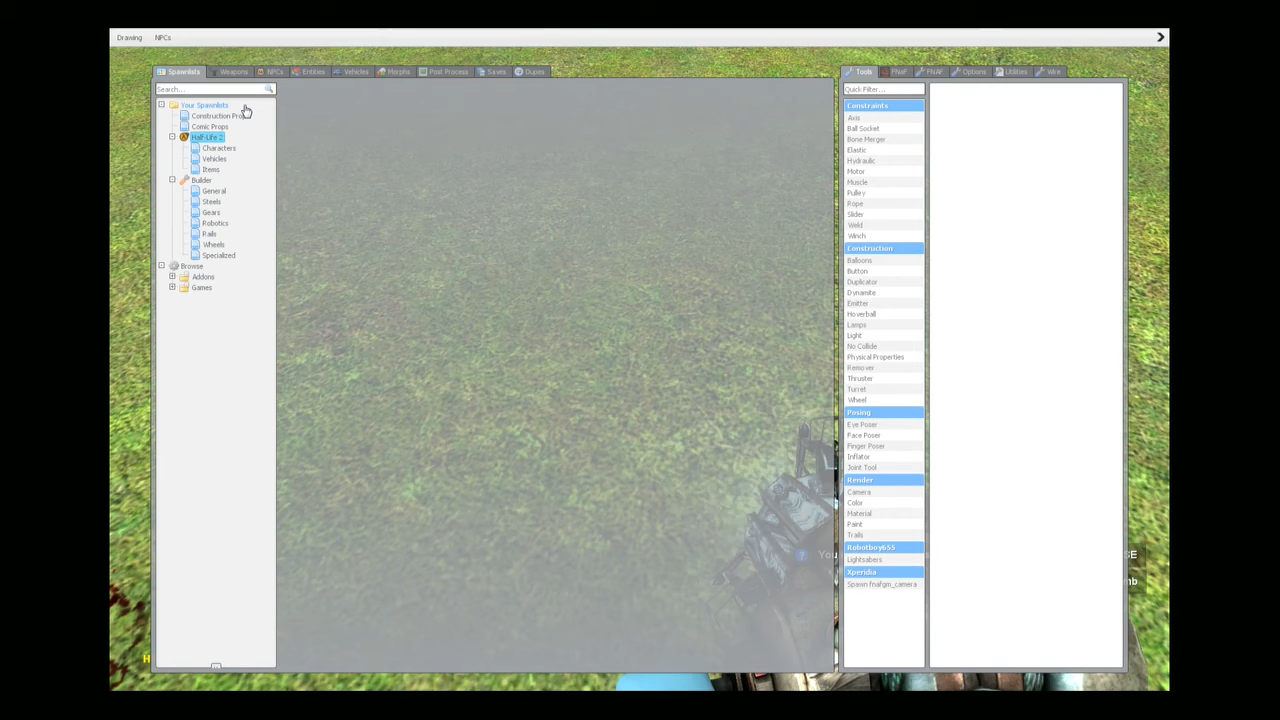 Drawing NPCs
Spawnlists Weapons NPCs Entities Vehicles Morphs Post Process Saves Dupes
Tools FNaF FNAF Options Utilities Wire
Search...
Your Spawnlists
Construction
Comic Props
Half-Life 2
Characters
Vehicles
Items
Builder
General
Steels
Gears
Robotics
Rails
Wheels
Specialized
Browse
Addons
Games
Quick Filter...
Constraints
Axis
Ball Socket
Bone Merger
Elastic
Hydraulic
Motor
Muscle
Pulley
Rope
Slider
Weld
Winch
Construction
Balloons
Button
Duplicator
Dynamite
Emitter
Hoverball
Lamps
Light
No Collide
Physical Properties
Remover
Thruster
Turret
Wheel
Posing
Eye Poser
Face Poser
Finger Poser
Inflator
Joint Tool
Render
Camera
Color
Material
Paint
Trails
Robotboy655
Lightsabers
Xperidia
Spawn fnafgm_camera
H